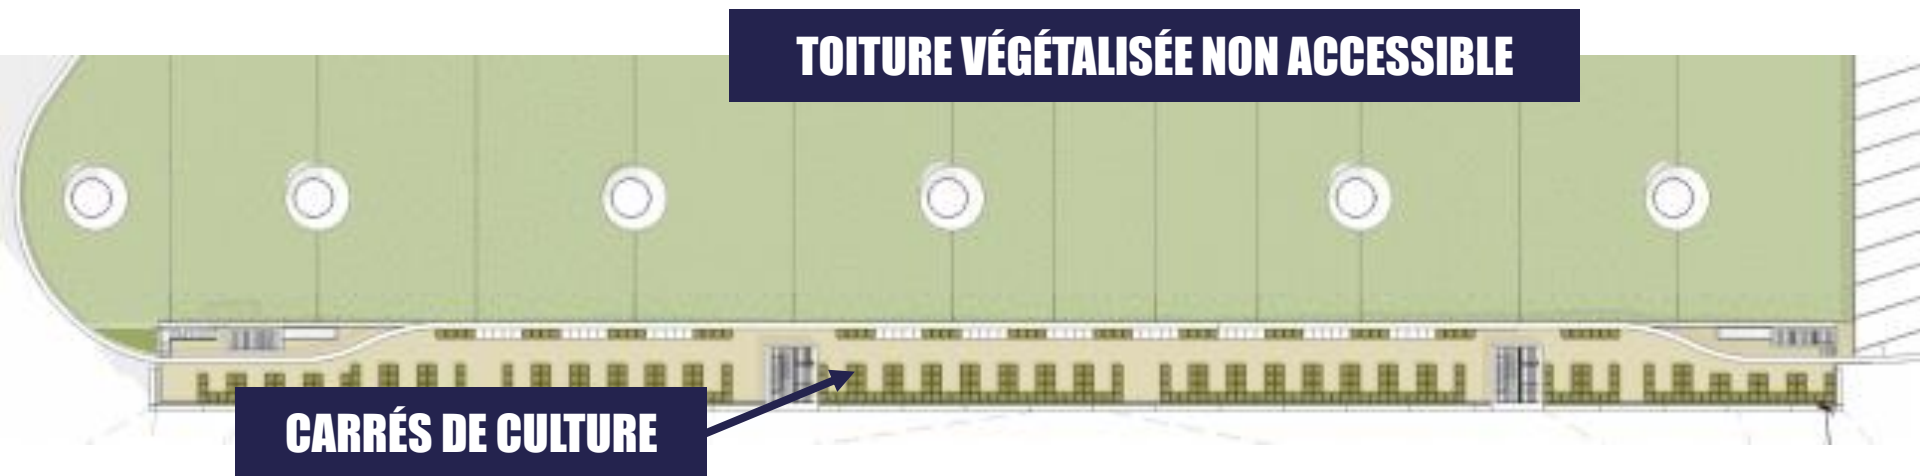 TOITURE VÉGÉTALISÉE NON ACCESSIBLE
CARRÉS DE CULTURE